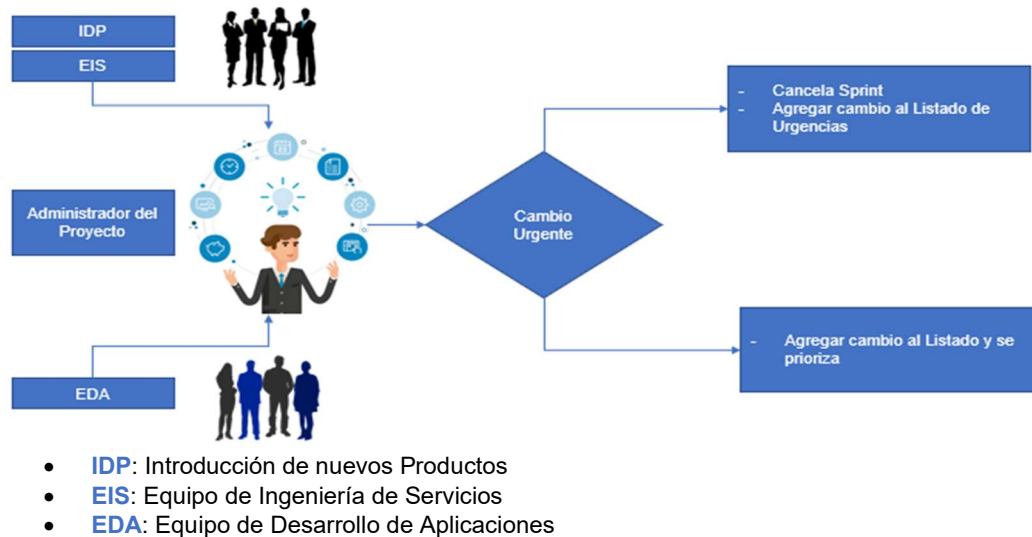 IDP
EIS
Administrador del
Proyecto
EDA
Cambio
Urgente
- Cancela Sprint
- Agregar cambio al Listado de
Urgencias
- Agregar cambio al Listado y se
prioriza
• IDP: Introducción de nuevos Productos
• EIS: Equipo de Ingeniería de Servicios
• EDA: Equipo de Desarrollo de Aplicaciones